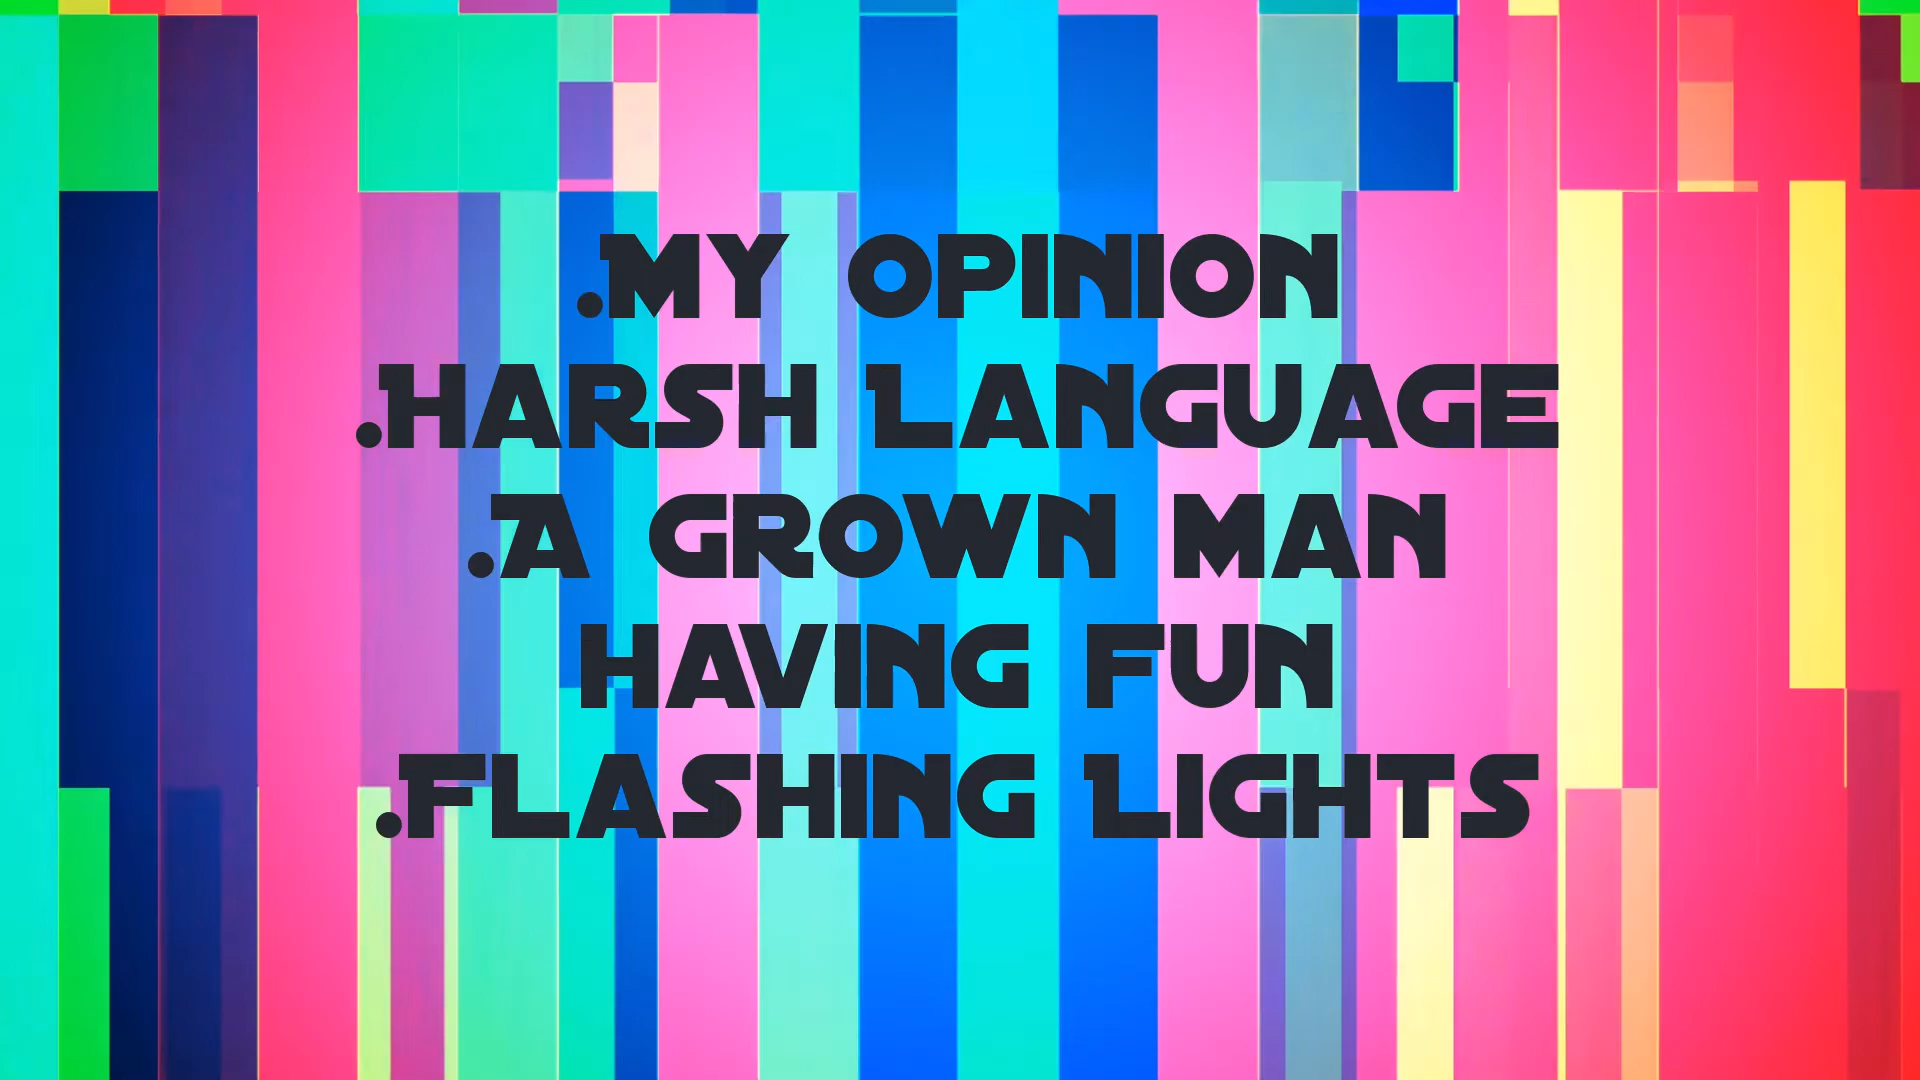 .My opinion
.Harsh Language
.A grown man
having fun
.Flashing Lights